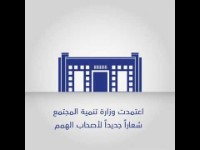 اعتمدت وزارة تنمية المجتمع
شعاراً جديداً لأصحاب الهمم